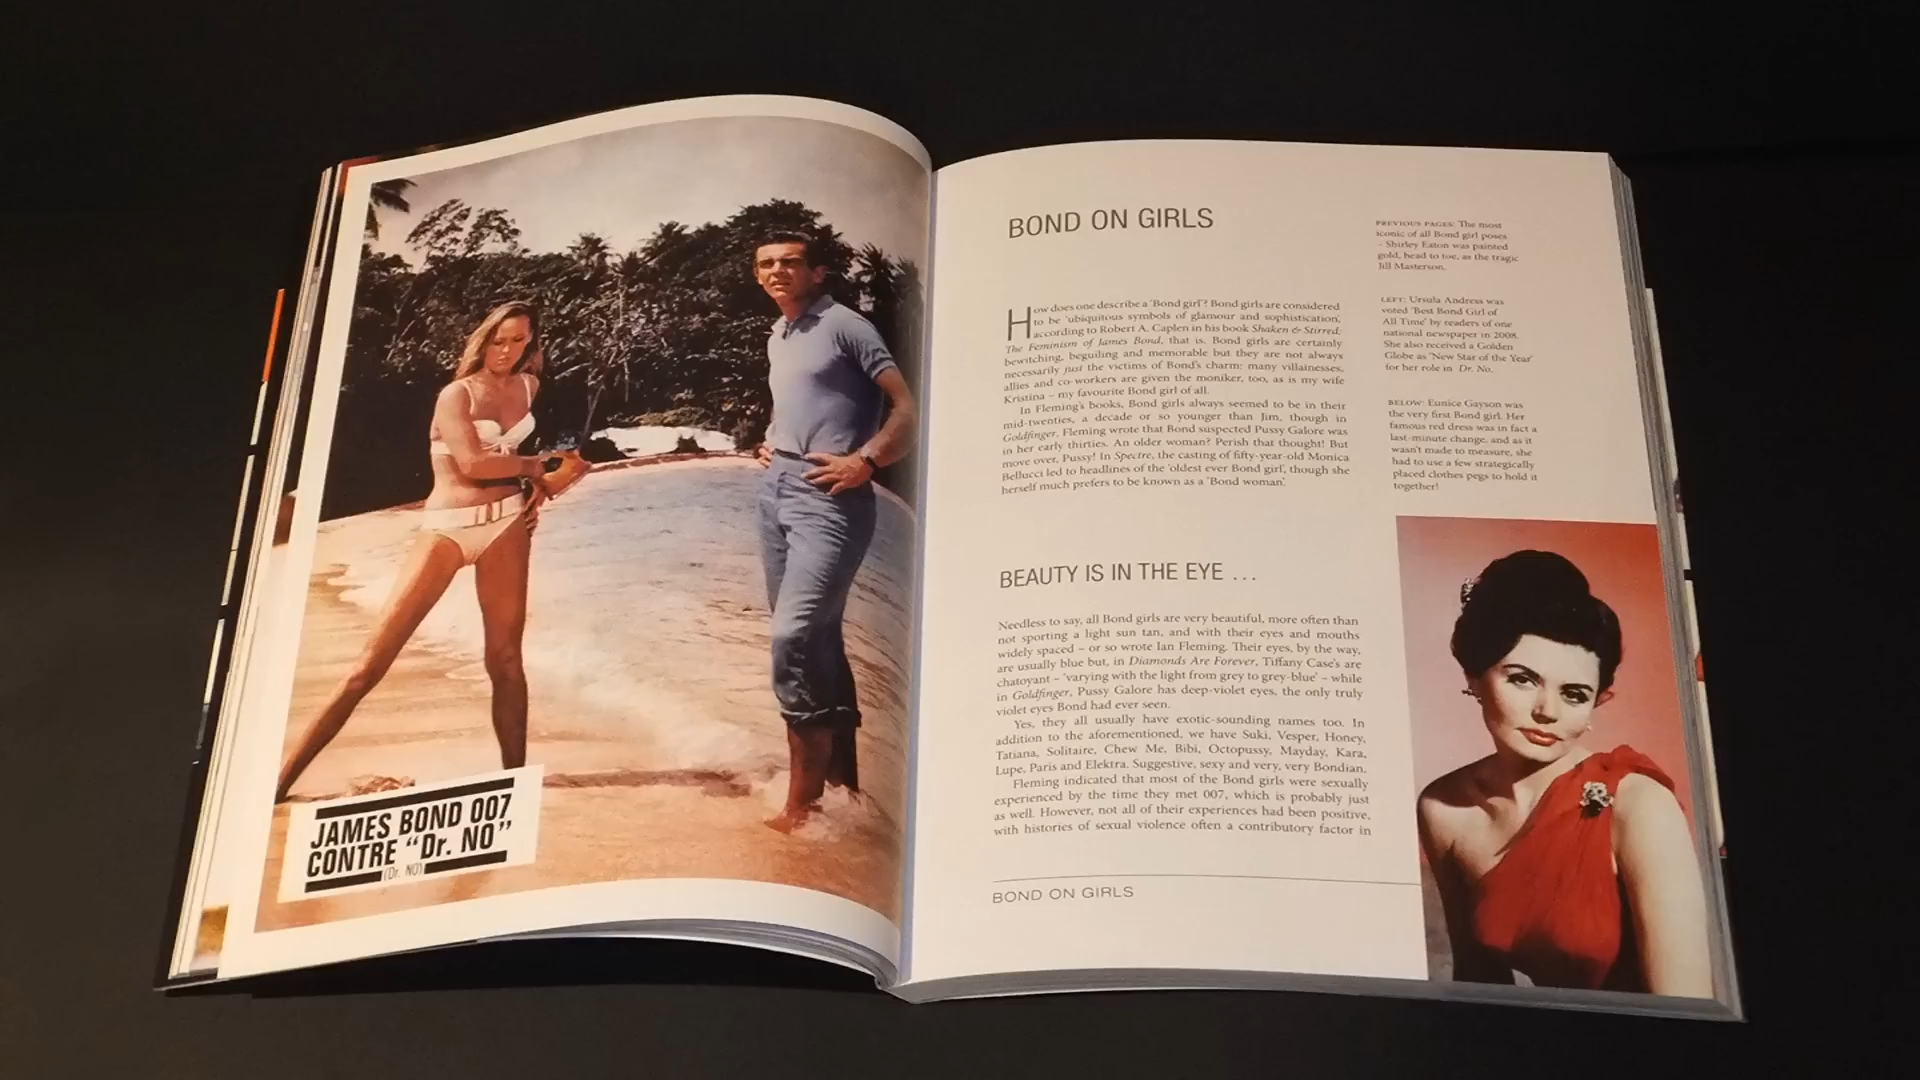 JAMES BOND 007
CONTRE "Dr. NO"
(Dr. NO)
BOND ON GIRLS
How does one describe a 'Bond girl'? Bond girls are considered
to be 'ubiquitous symbols of glamour and sophistication',
according to Robert A. Caplen in his book Shaken & Stirred:
The Feminism of James Bond, that is. Bond girls are certainly
bewitching, beguiling and memorable but they are not always
necessarily just the victims of Bond's charm: many villainesses,
allies and co-workers are given the moniker, too, as is my wife
Kristina – my favourite Bond girl of all.
In Fleming's books, Bond girls always seemed to be in their
mid-twenties, a decade or so younger than Jim, though in
Goldfinger, Fleming wrote that Bond suspected Pussy Galore was
in her early thirties. An older woman? Perish that thought! But
move over, Pussy! In Spectre, the casting of fifty-year-old Monica
Bellucci led to headlines of the 'oldest ever Bond girl', though she
herself much prefers to be known as a 'Bond woman'.
BEAUTY IS IN THE EYE ...
Needless to say, all Bond girls are very beautiful, more often than
not sporting a light sun tan, and with their eyes and mouths
widely spaced – or so wrote Ian Fleming. Their eyes, by the way,
are usually blue but, in Diamonds Are Forever, Tiffany Case's are
chatoyant – 'varying with the light from grey to grey-blue' – while
in Goldfinger, Pussy Galore has deep-violet eyes, the only truly
violet eyes Bond had ever seen.
Yes, they all usually have exotic-sounding names too. In
addition to the aforementioned, we have Suki, Vesper, Honey,
Tatiana, Solitaire, Chew Me, Bibi, Octopussy, Mayday, Kara,
Lupe, Paris and Elektra. Suggestive, sexy and very, very Bondian.
Fleming indicated that most of the Bond girls were sexually
experienced by the time they met 007, which is probably just
as well. However, not all of their experiences had been positive,
with histories of sexual violence often a contributory factor in
PREVIOUS PAGES: The most
iconic of all Bond girl poses
– Shirley Eaton was painted
gold, head to toe, as the tragic
Jill Masterson.
LEFT: Ursula Andress was
voted 'Best Bond Girl of
All Time' by readers of one
national newspaper in 2008.
She also received a Golden
Globe as 'New Star of the Year'
for her role in Dr. No.
BELOW: Eunice Gayson was
the very first Bond girl. Her
famous red dress was in fact a
last-minute change, and as it
wasn't made to measure, she
had to use a few strategically
placed clothes pegs to hold it
together!
BOND ON GIRLS